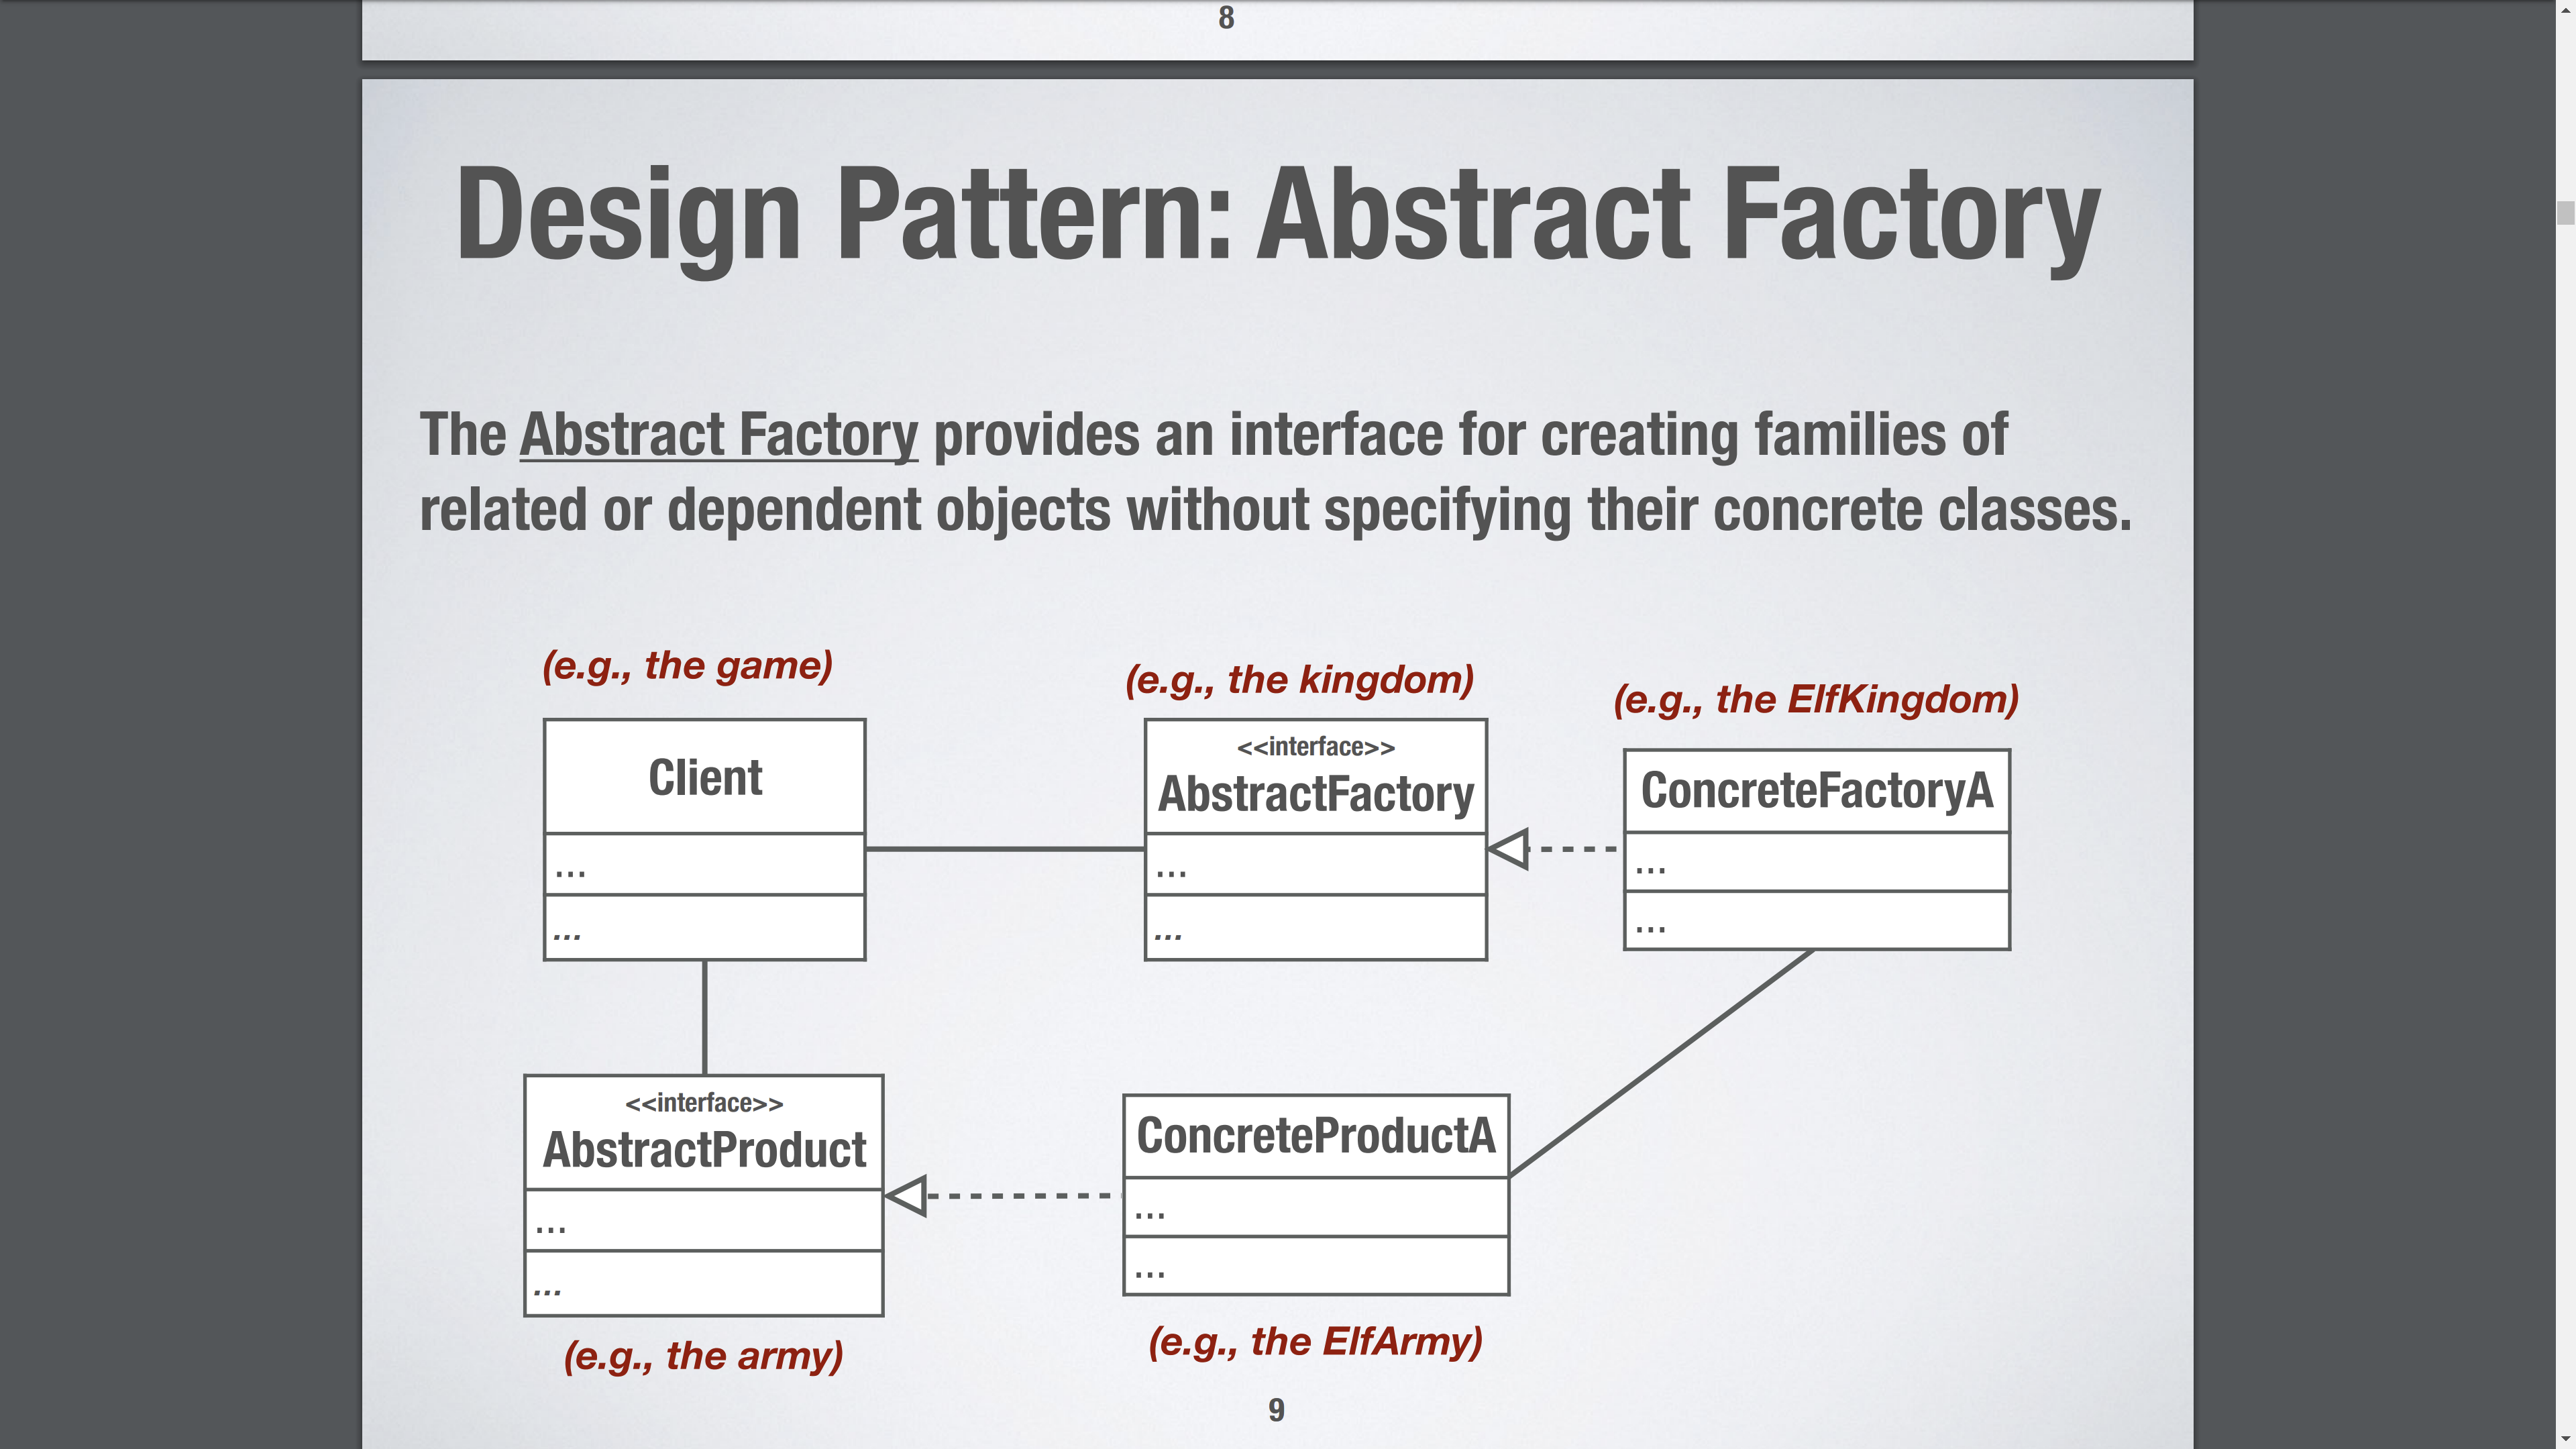 8
Design Pattern: Abstract Factory
The Abstract Factory provides an interface for creating families of
related or dependent objects without specifying their concrete classes.
(e.g., the game)
(e.g., the kingdom)
(e.g., the ElfKingdom)
Client
...
...
<<interface>>
AbstractFactory
...
...
ConcreteFactoryA
...
...
<<interface>>
AbstractProduct
...
...
ConcreteProductA
...
...
(e.g., the army)
(e.g., the ElfArmy)
9